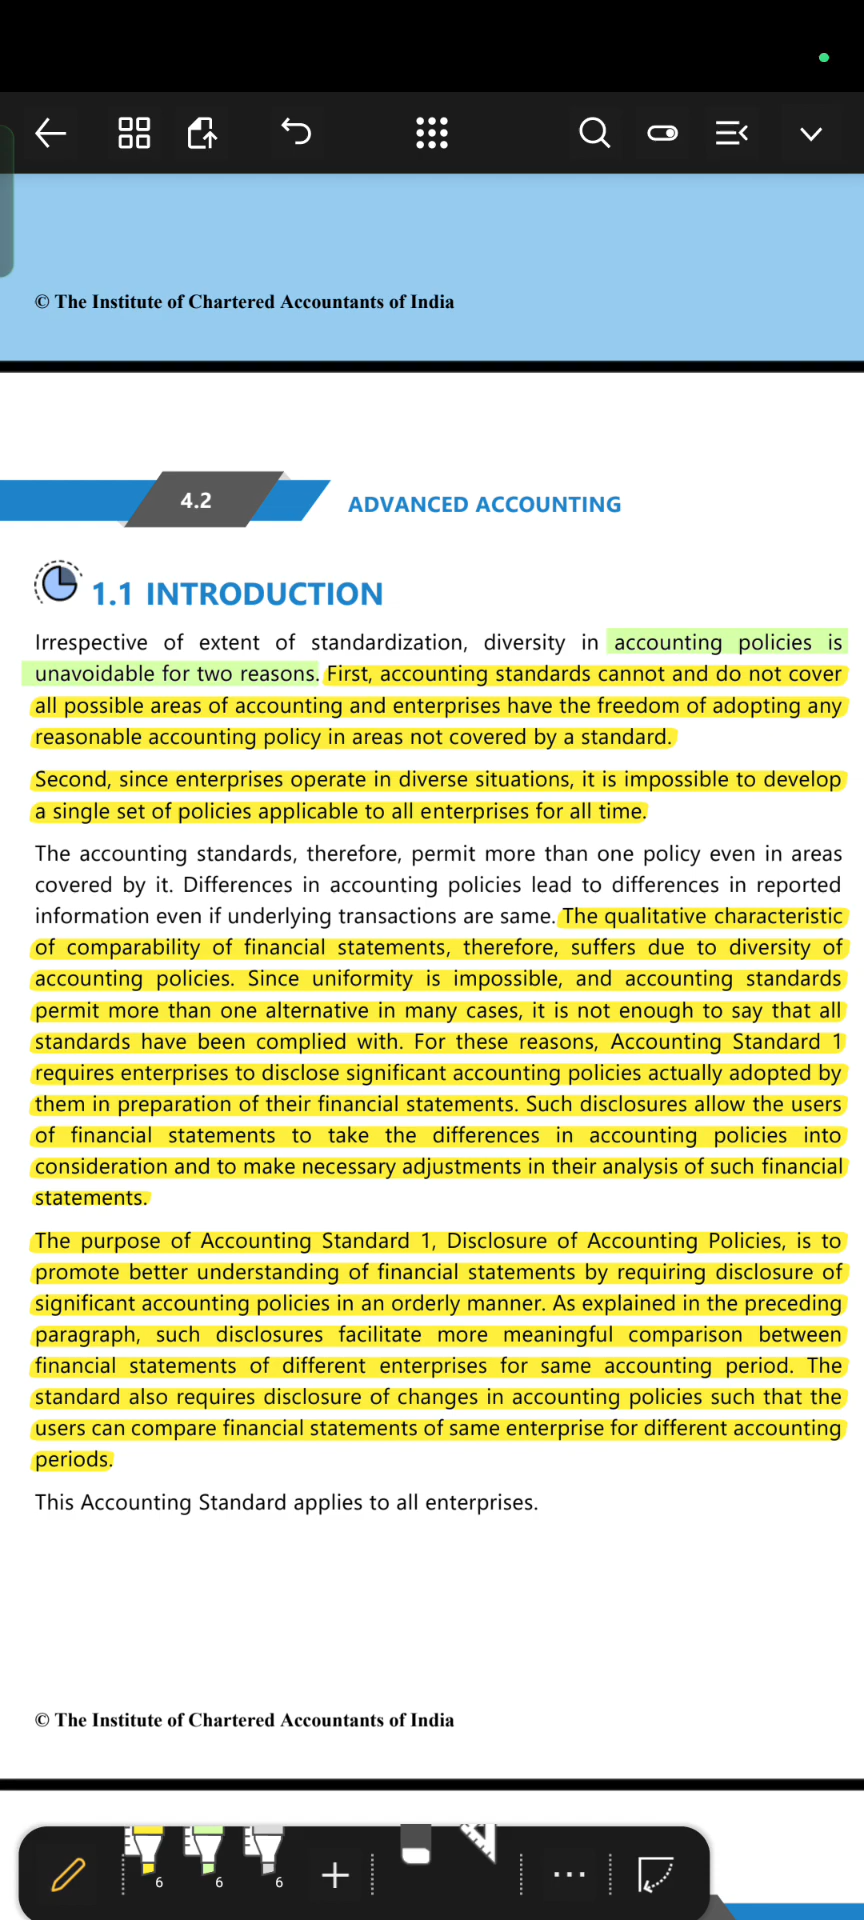 © The Institute of Chartered Accountants of India
4.2
ADVANCED ACCOUNTING
1.1 INTRODUCTION
Irrespective of extent of standardization, diversity in accounting policies is
unavoidable for two reasons. First, accounting standards cannot and do not cover
all possible areas of accounting and enterprises have the freedom of adopting any
reasonable accounting policy in areas not covered by a standard.
Second, since enterprises operate in diverse situations, it is impossible to develop
a single set of policies applicable to all enterprises for all time.
The accounting standards, therefore, permit more than one policy even in areas
covered by it. Differences in accounting policies lead to differences in reported
information even if underlying transactions are same. The qualitative characteristic
of comparability of financial statements, therefore, suffers due to diversity of
accounting policies. Since uniformity is impossible, and accounting standards
permit more than one alternative in many cases, it is not enough to say that all
standards have been complied with. For these reasons, Accounting Standard 1
requires enterprises to disclose significant accounting policies actually adopted by
them in preparation of their financial statements. Such disclosures allow the users
of financial statements to take the differences in accounting policies into
consideration and to make necessary adjustments in their analysis of such financial
statements.
The purpose of Accounting Standard 1, Disclosure of Accounting Policies, is to
promote better understanding of financial statements by requiring disclosure of
significant accounting policies in an orderly manner. As explained in the preceding
paragraph, such disclosures facilitate more meaningful comparison between
financial statements of different enterprises for same accounting period. The
standard also requires disclosure of changes in accounting policies such that the
users can compare financial statements of same enterprise for different accounting
periods.
This Accounting Standard applies to all enterprises.
© The Institute of Chartered Accountants of India
6 6 6